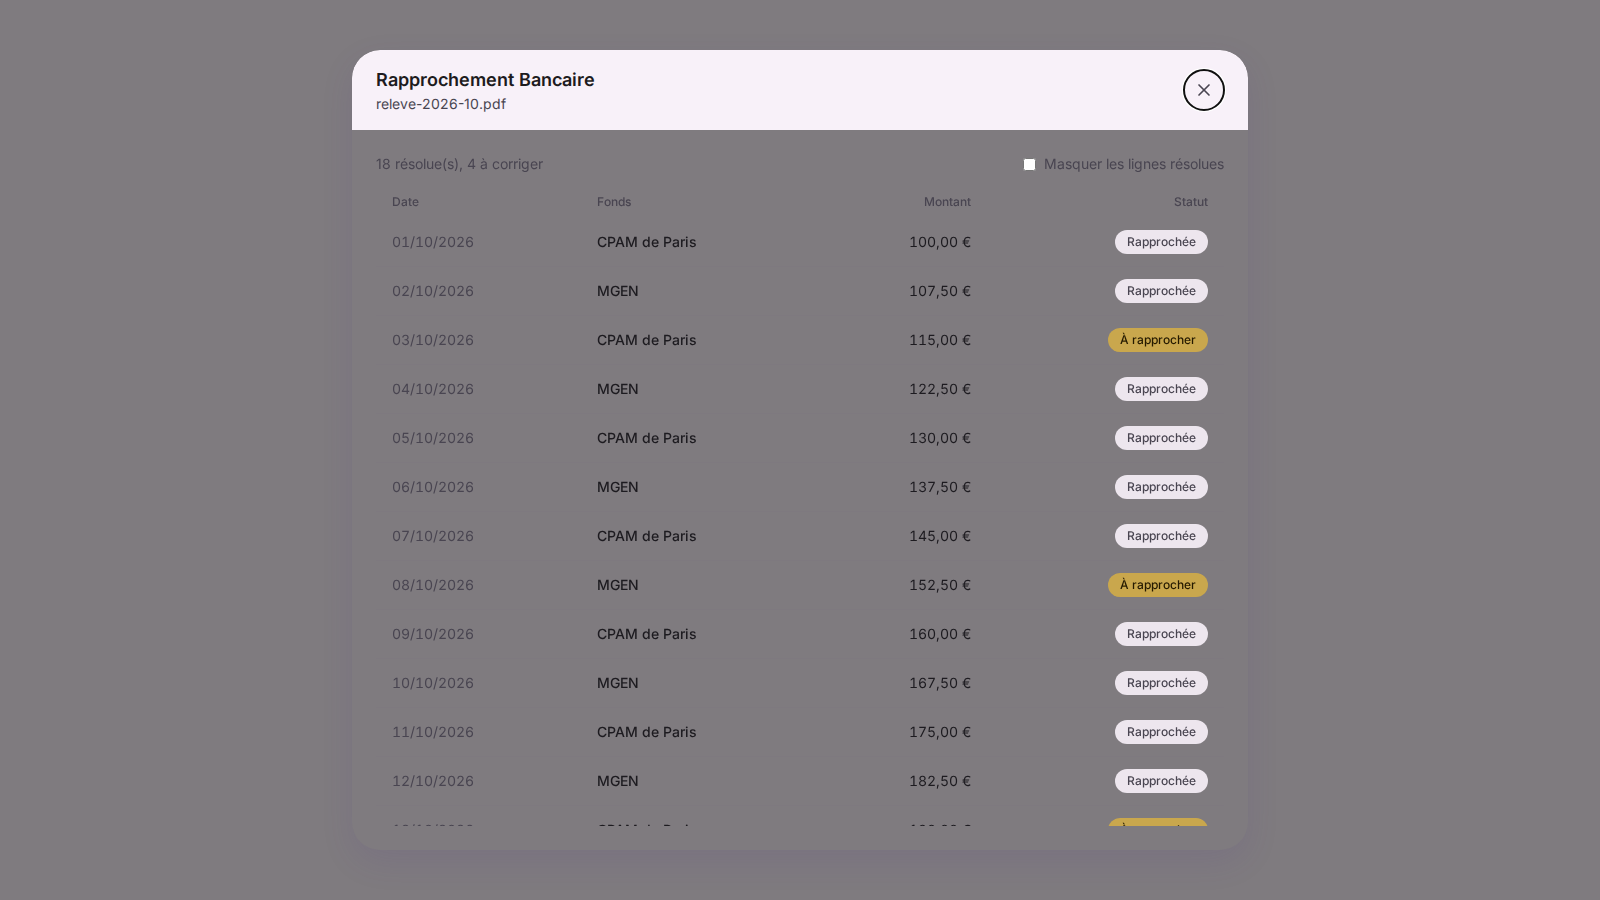 Rapprochement Bancaire
releve-2026-10.pdf
18 résolue(s), 4 à corriger
Masquer les lignes résolues
Date Fonds Montant Statut
01/10/2026 CPAM de Paris 100,00 € Rapprochée
02/10/2026 MGEN 107,50 € Rapprochée
03/10/2026 CPAM de Paris 115,00 € À rapprocher
04/10/2026 MGEN 122,50 € Rapprochée
05/10/2026 CPAM de Paris 130,00 € Rapprochée
06/10/2026 MGEN 137,50 € Rapprochée
07/10/2026 CPAM de Paris 145,00 € Rapprochée
08/10/2026 MGEN 152,50 € À rapprocher
09/10/2026 CPAM de Paris 160,00 € Rapprochée
10/10/2026 MGEN 167,50 € Rapprochée
11/10/2026 CPAM de Paris 175,00 € Rapprochée
12/10/2026 MGEN 182,50 € Rapprochée